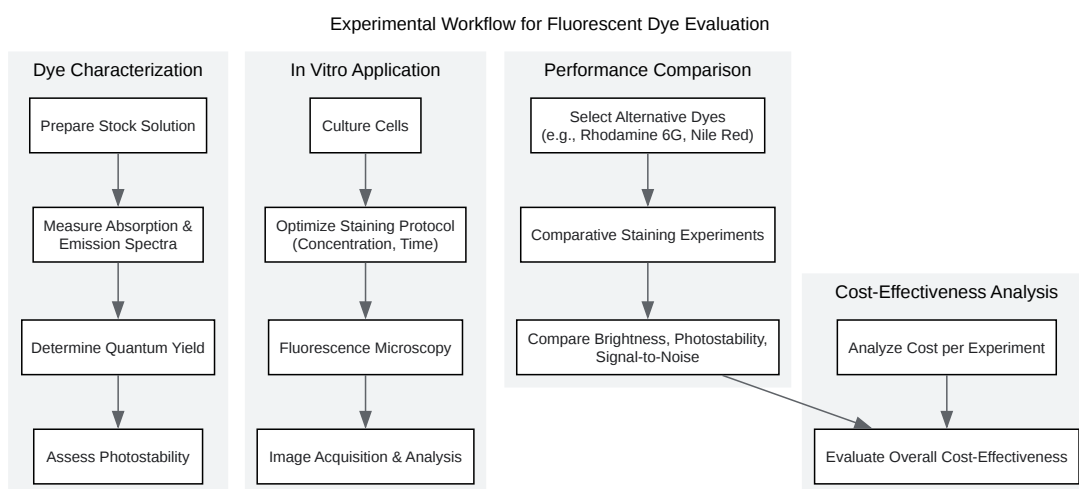 Experimental Workflow for Fluorescent Dye Evaluation
Dye Characterization
Prepare Stock Solution
Measure Absorption &
Emission Spectra
Determine Quantum Yield
Assess Photostability
In Vitro Application
Culture Cells
Optimize Staining Protocol
(Concentration, Time)
Fluorescence Microscopy
Image Acquisition & Analysis
Performance Comparison
Select Alternative Dyes
(e.g., Rhodamine 6G, Nile Red)
Comparative Staining Experiments
Compare Brightness, Photostability,
Signal-to-Noise
Cost-Effectiveness Analysis
Analyze Cost per Experiment
Evaluate Overall Cost-Effectiveness